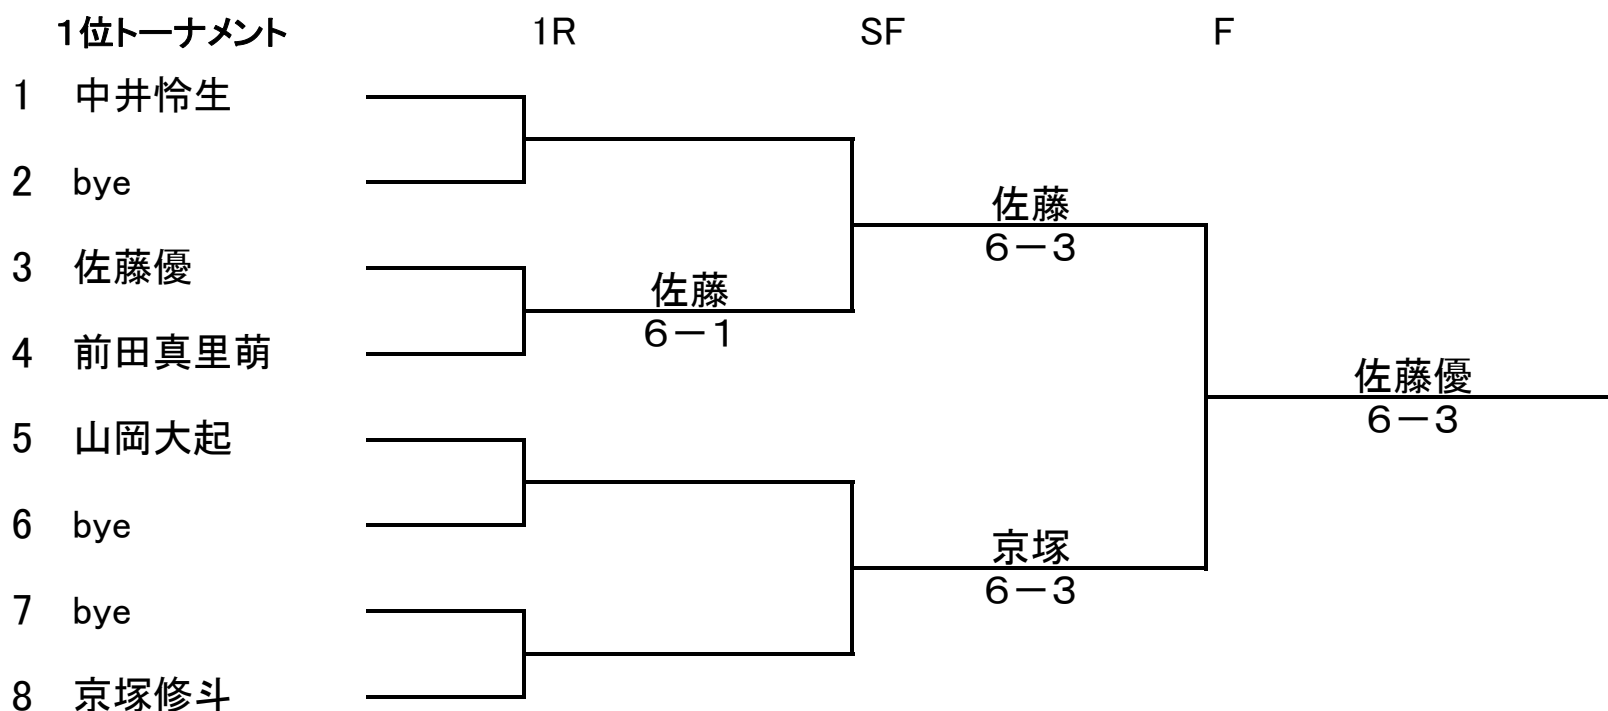 １位トーナメント 1R SF F
1 中井怜生
2 bye
佐藤
6－3
3 佐藤優
佐藤
6－1
4 前田真里萌
佐藤優
6－3
5 山岡大起
6 bye
京塚
6－3
7 bye
8 京塚修斗